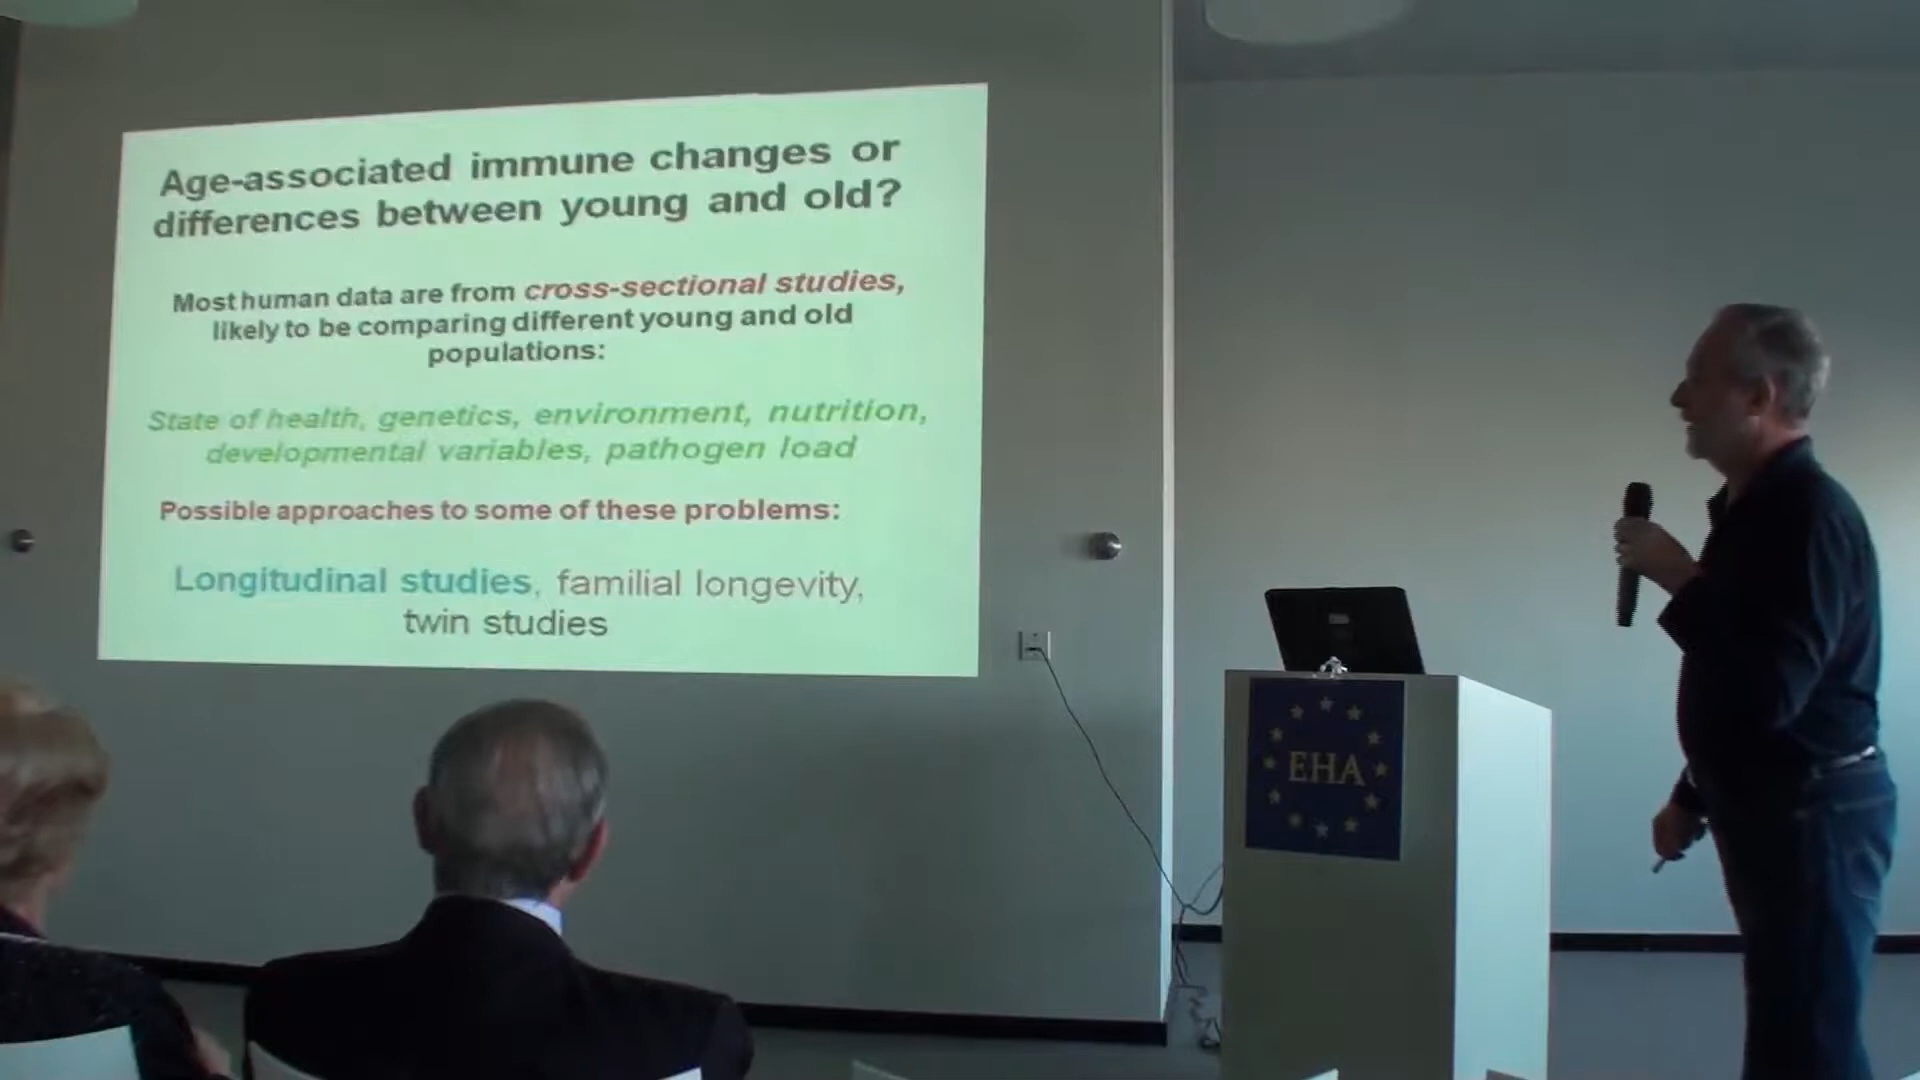 Age-associated immune changes or
differences between young and old?
Most human data are from cross-sectional studies,
likely to be comparing different young and old
populations:
State of health, genetics, environment, nutrition,
developmental variables, pathogen load
Possible approaches to some of these problems:
Longitudinal studies, familial longevity,
twin studies
EHA